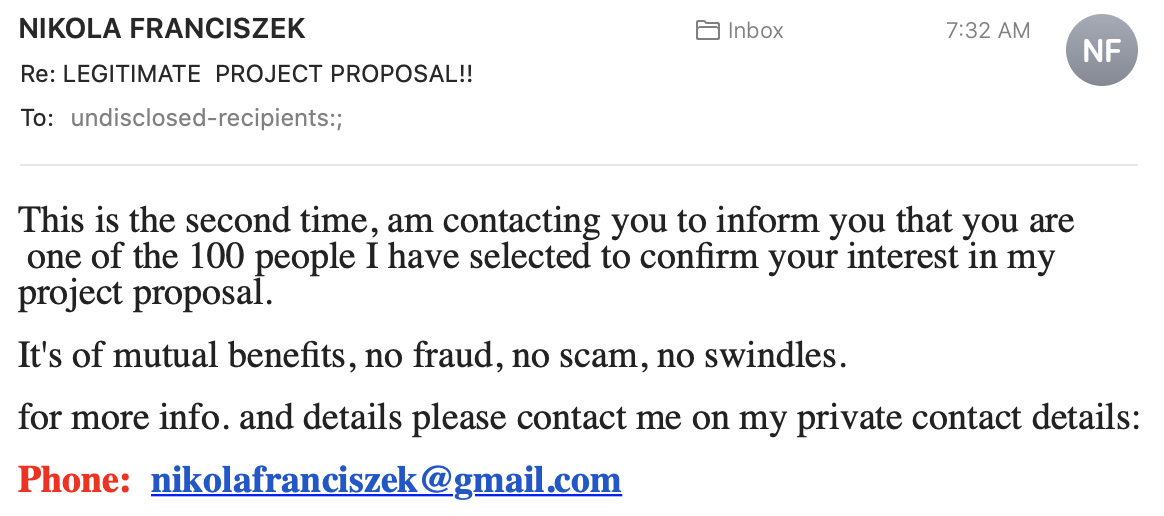 NIKOLA FRANCISZEK
Inbox
7:32 AM
NF
Re: LEGITIMATE  PROJECT PROPOSAL!!
To: undisclosed-recipients:;
This is the second time, am contacting you to inform you that you are
one of the 100 people I have selected to confirm your interest in my
project proposal.
It's of mutual benefits, no fraud, no scam, no swindles.
for more info. and details please contact me on my private contact details:
Phone: nikolafranciszek@gmail.com